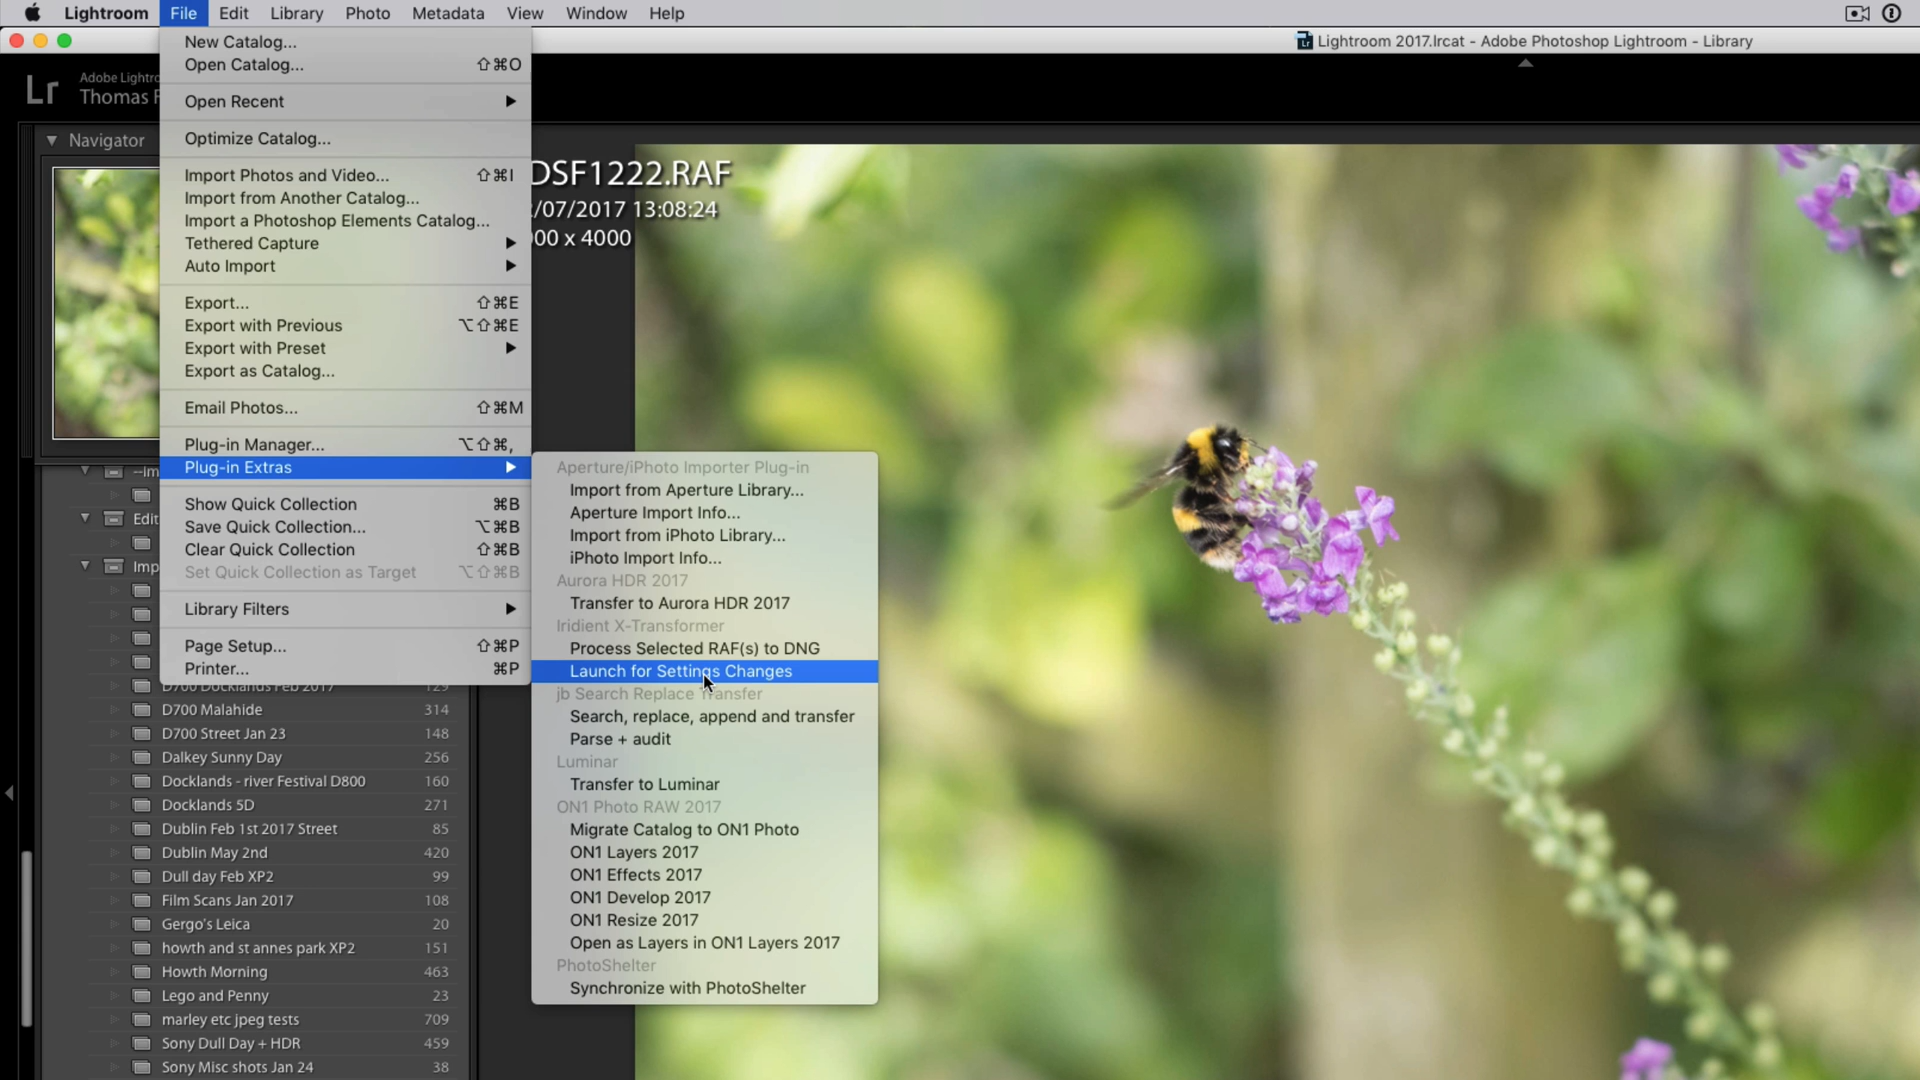 Lightroom File Edit Library Photo Metadata View Window Help
Lightroom 2017.lrcat - Adobe Photoshop Lightroom - Library
Lr
Adobe Lightro
Thomas F
Navigator
New Catalog...
Open Catalog... ⇧⌘O
Open Recent
Optimize Catalog...
Import Photos and Video... ⇧⌘I
Import from Another Catalog...
Import a Photoshop Elements Catalog...
Tethered Capture
Auto Import
Export... ⇧⌘E
Export with Previous ⌥⇧⌘E
Export with Preset
Export as Catalog...
Email Photos... ⇧⌘M
Plug-in Manager... ⌥⇧⌘,
Plug-in Extras
Show Quick Collection ⌘B
Save Quick Collection... ⌥⌘B
Clear Quick Collection ⇧⌘B
Set Quick Collection as Target ⌥⇧⌘B
Library Filters
Page Setup... ⇧⌘P
Printer... ⌘P
DSF1222.RAF
/07/2017 13:08:24
00 x 4000
Aperture/iPhoto Importer Plug-in
Import from Aperture Library...
Aperture Import Info...
Import from iPhoto Library...
iPhoto Import Info...
Aurora HDR 2017
Transfer to Aurora HDR 2017
Iridient X-Transformer
Process Selected RAF(s) to DNG
Launch for Settings Changes
jb Search Replace Transfer
Search, replace, append and transfer
Parse + audit
Luminar
Transfer to Luminar
ON1 Photo RAW 2017
Migrate Catalog to ON1 Photo
ON1 Layers 2017
ON1 Effects 2017
ON1 Develop 2017
ON1 Resize 2017
Open as Layers in ON1 Layers 2017
PhotoShelter
Synchronize with PhotoShelter
--Im
Edit
Imp
D700 Docklands Feb 2017 129
D700 Malahide 314
D700 Street Jan 23 148
Dalkey Sunny Day 256
Docklands - river Festival D800 160
Docklands 5D 271
Dublin Feb 1st 2017 Street 85
Dublin May 2nd 420
Dull day Feb XP2 99
Film Scans Jan 2017 108
Gergo's Leica 20
howth and st annes park XP2 151
Howth Morning 463
Lego and Penny 23
marley etc jpeg tests 709
Sony Dull Day + HDR 459
Sony Misc shots Jan 24 38